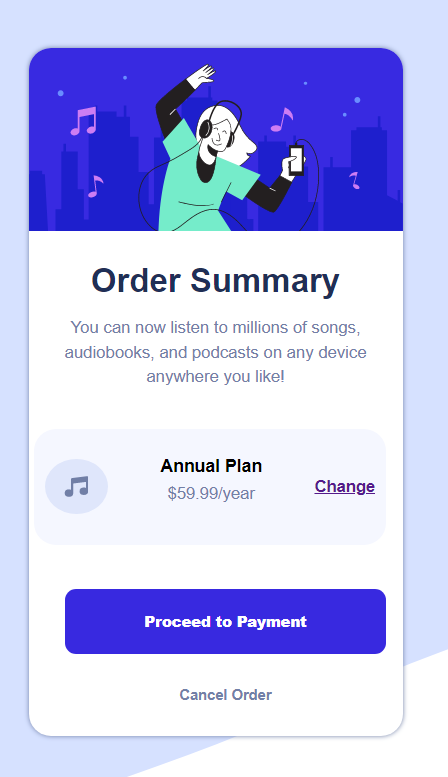 Order Summary
You can now listen to millions of songs,
audiobooks, and podcasts on any device
anywhere you like!
Annual Plan
$59.99/year
Change
Proceed to Payment
Cancel Order